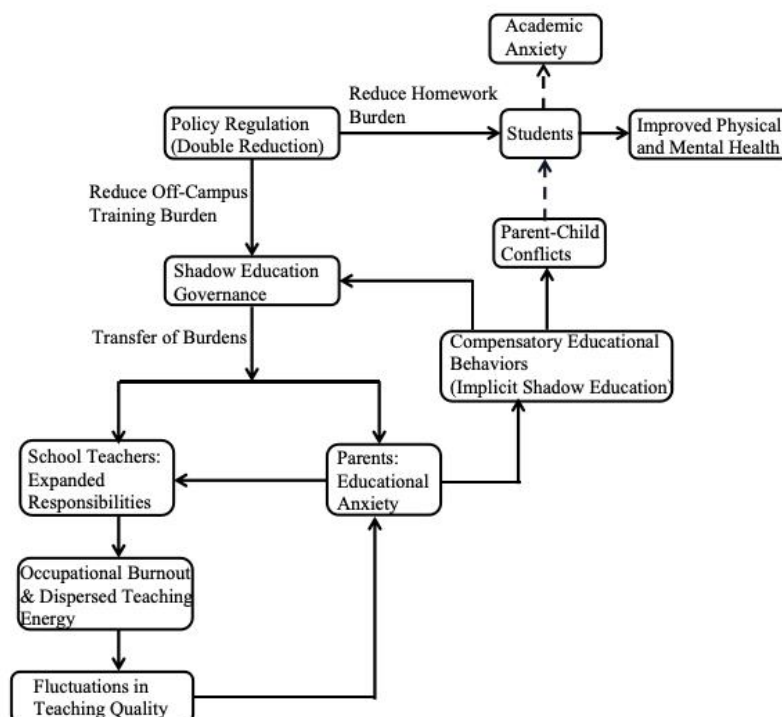 Academic
Anxiety
Reduce Homework
Burden
Policy Regulation
(Double Reduction)
Students
Improved Physical
and Mental Health
Reduce Off-Campus
Training Burden
Parent-Child
Conflicts
Shadow Education
Governance
Transfer of Burdens
Compensatory Educational
Behaviors
(Implicit Shadow Education)
School Teachers:
Expanded
Responsibilities
Parents:
Educational
Anxiety
Occupational Burnout
& Dispersed Teaching
Energy
Fluctuations in
Teaching Quality